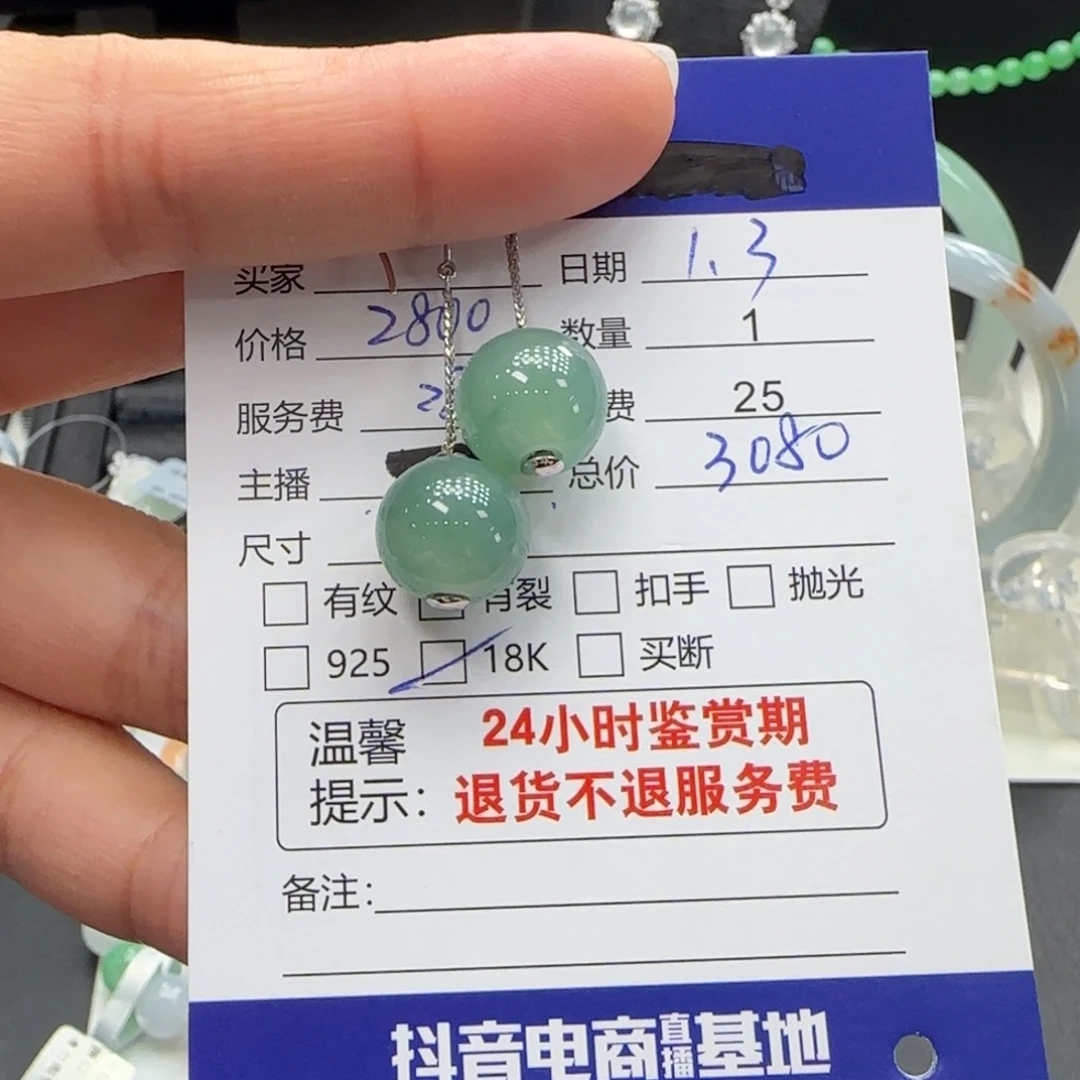 买家 日期 1.3
价格 2800 数量 1
服务费 费 25
主播 总价 3080
尺寸
有纹 有裂 扣手 抛光
925 18K 买断
温馨 24小时鉴赏期
提示: 退货不退服务费
备注:
抖音电商直播基地